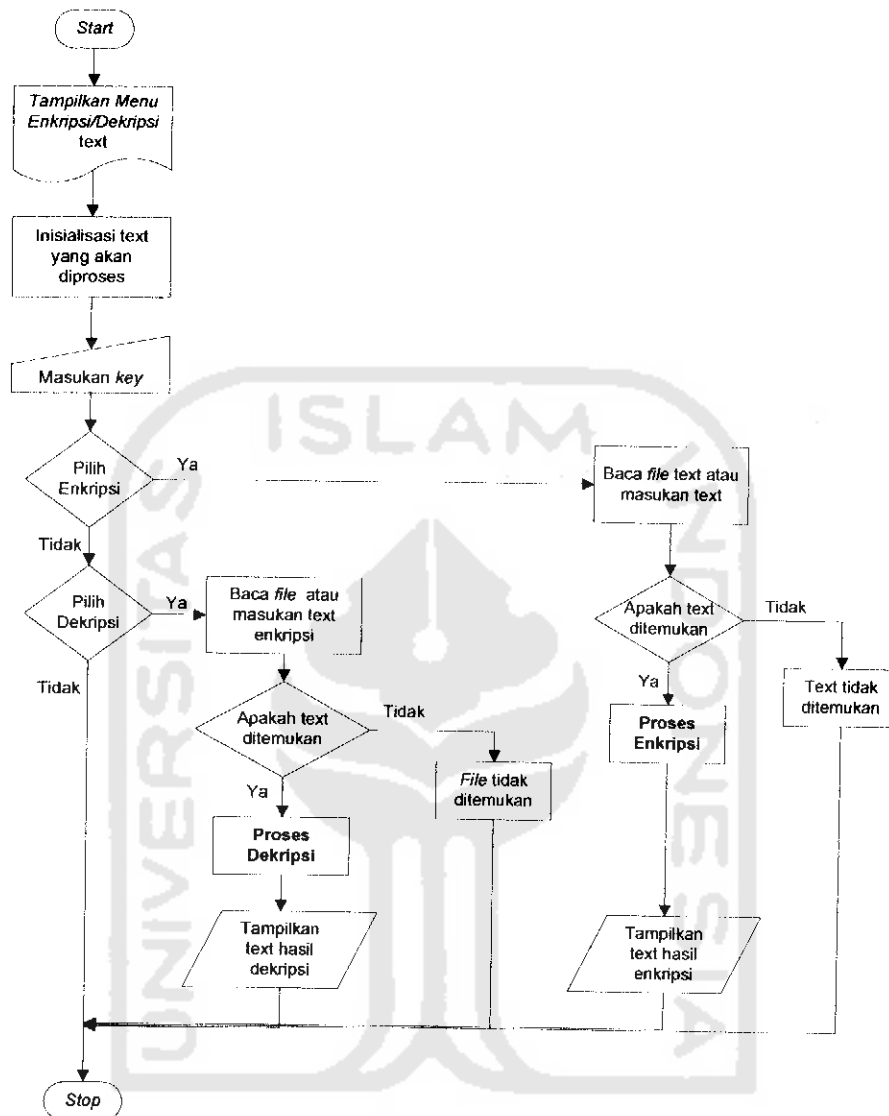 Start
Tampilkan Menu
Enkripsi/Dekripsi
text
Inisialisasi text
yang akan
diproses
Masukan key
Pilih
Enkripsi
Ya
Tidak
Baca file text atau
masukan text
Apakah text
ditemukan
Tidak
Ya
Text tidak
ditemukan
Proses
Enkripsi
Tampilkan
text hasil
enkripsi
Pilih
Dekripsi
Ya
Tidak
Baca file atau
masukan text
enkripsi
Apakah text
ditemukan
Tidak
Ya
File tidak
ditemukan
Proses
Dekripsi
Tampilkan
text hasil
dekripsi
Stop
UNIVERSITAS
ISLAM
INDONESIA